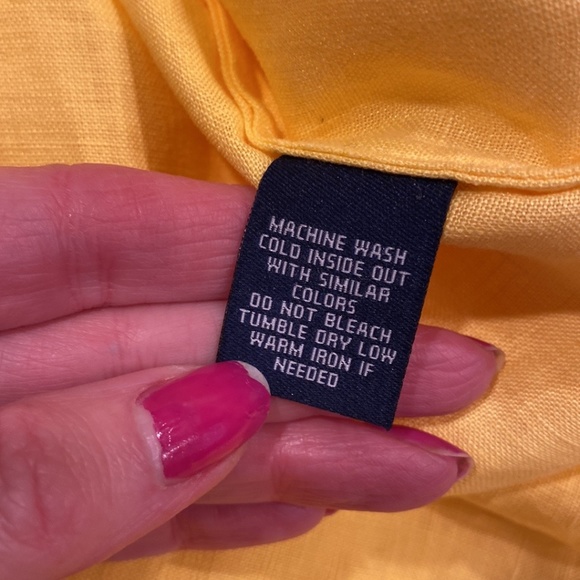 MACHINE WASH
COLD INSIDE OUT
WITH SIMILAR
COLORS
DO NOT BLEACH
TUMBLE DRY LOW
WARM IRON IF
NEEDED